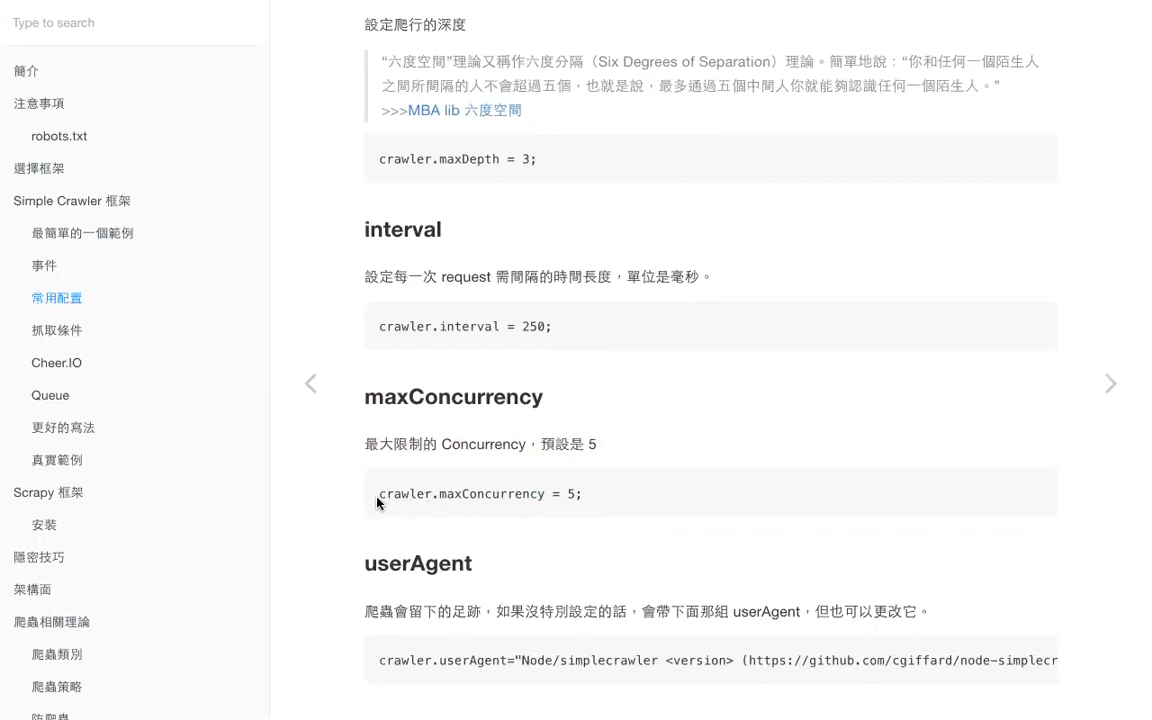 Type to search
簡介
注意事項
robots.txt
選擇框架
Simple Crawler 框架
最簡單的一個範例
事件
常用配置
抓取條件
Cheer.IO
Queue
更好的寫法
真實範例
Scrapy 框架
安裝
隱密技巧
架構面
爬蟲相關理論
爬蟲類別
爬蟲策略
防爬蟲
設定爬行的深度
“六度空間”理論又稱作六度分隔（Six Degrees of Separation）理論。簡單地說：“你和任何一個陌生人
之間所間隔的人不會超過五個，也就是說，最多通過五個中間人你就能夠認識任何一個陌生人。”
>>>MBA lib 六度空間
crawler.maxDepth = 3;
interval
設定每一次 request 需間隔的時間長度，單位是毫秒。
crawler.interval = 250;
maxConcurrency
最大限制的 Concurrency，預設是 5
crawler.maxConcurrency = 5;
userAgent
爬蟲會留下的足跡，如果沒特別設定的話，會帶下面那組 userAgent，但也可以更改它。
crawler.userAgent="Node/simplecrawler <version> (https://github.com/cgiffard/node-simplecr